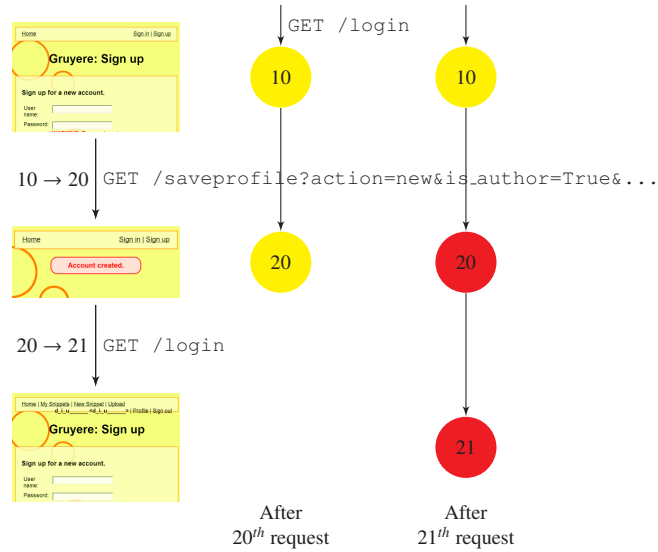 Home Sign in | Sign up
GET /login
Gruyere: Sign up
10 10
Sign up for a new account.
User
name:
Password:
10 → 20 GET /saveprofile?action=new&is_author=True&...
Home Sign in | Sign up
Account created.
20 20
20 → 21 GET /login
Home | My Snippets | New Snippet | Upload
d_i_u______ <d_i_u______> | Profile | Sign out
Gruyere: Sign up
21
Sign up for a new account.
User
name:
Password:
After After
20th request 21th request